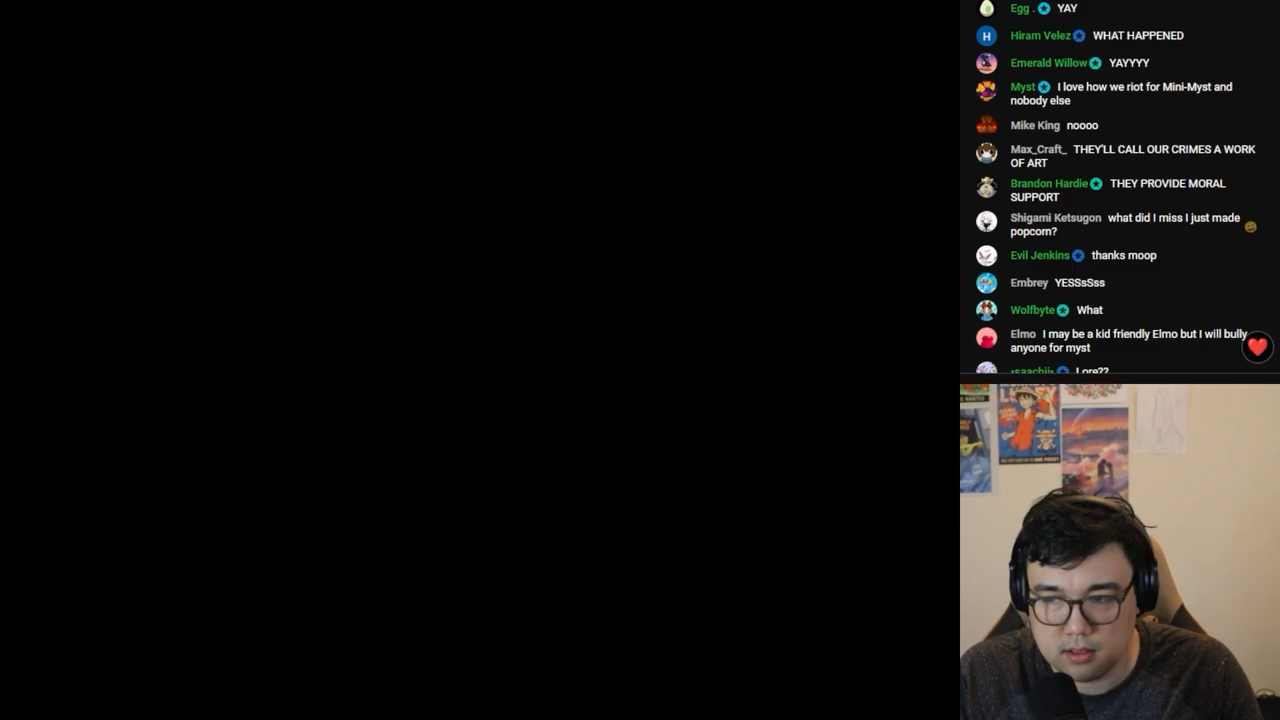 Egg . YAY
Hiram Velez WHAT HAPPENED
Emerald Willow YAYYYY
Myst I love how we riot for Mini-Myst and
nobody else
Mike King noooo
Max_Craft_ THEY'LL CALL OUR CRIMES A WORK
OF ART
Brandon Hardie THEY PROVIDE MORAL
SUPPORT
Shigami Ketsugon what did I miss I just made
popcorn?
Evil Jenkins thanks moop
Embrey YESSsSss
Wolfbyte What
Elmo I may be a kid friendly Elmo but I will bully
anyone for myst
•saachii• Lore??